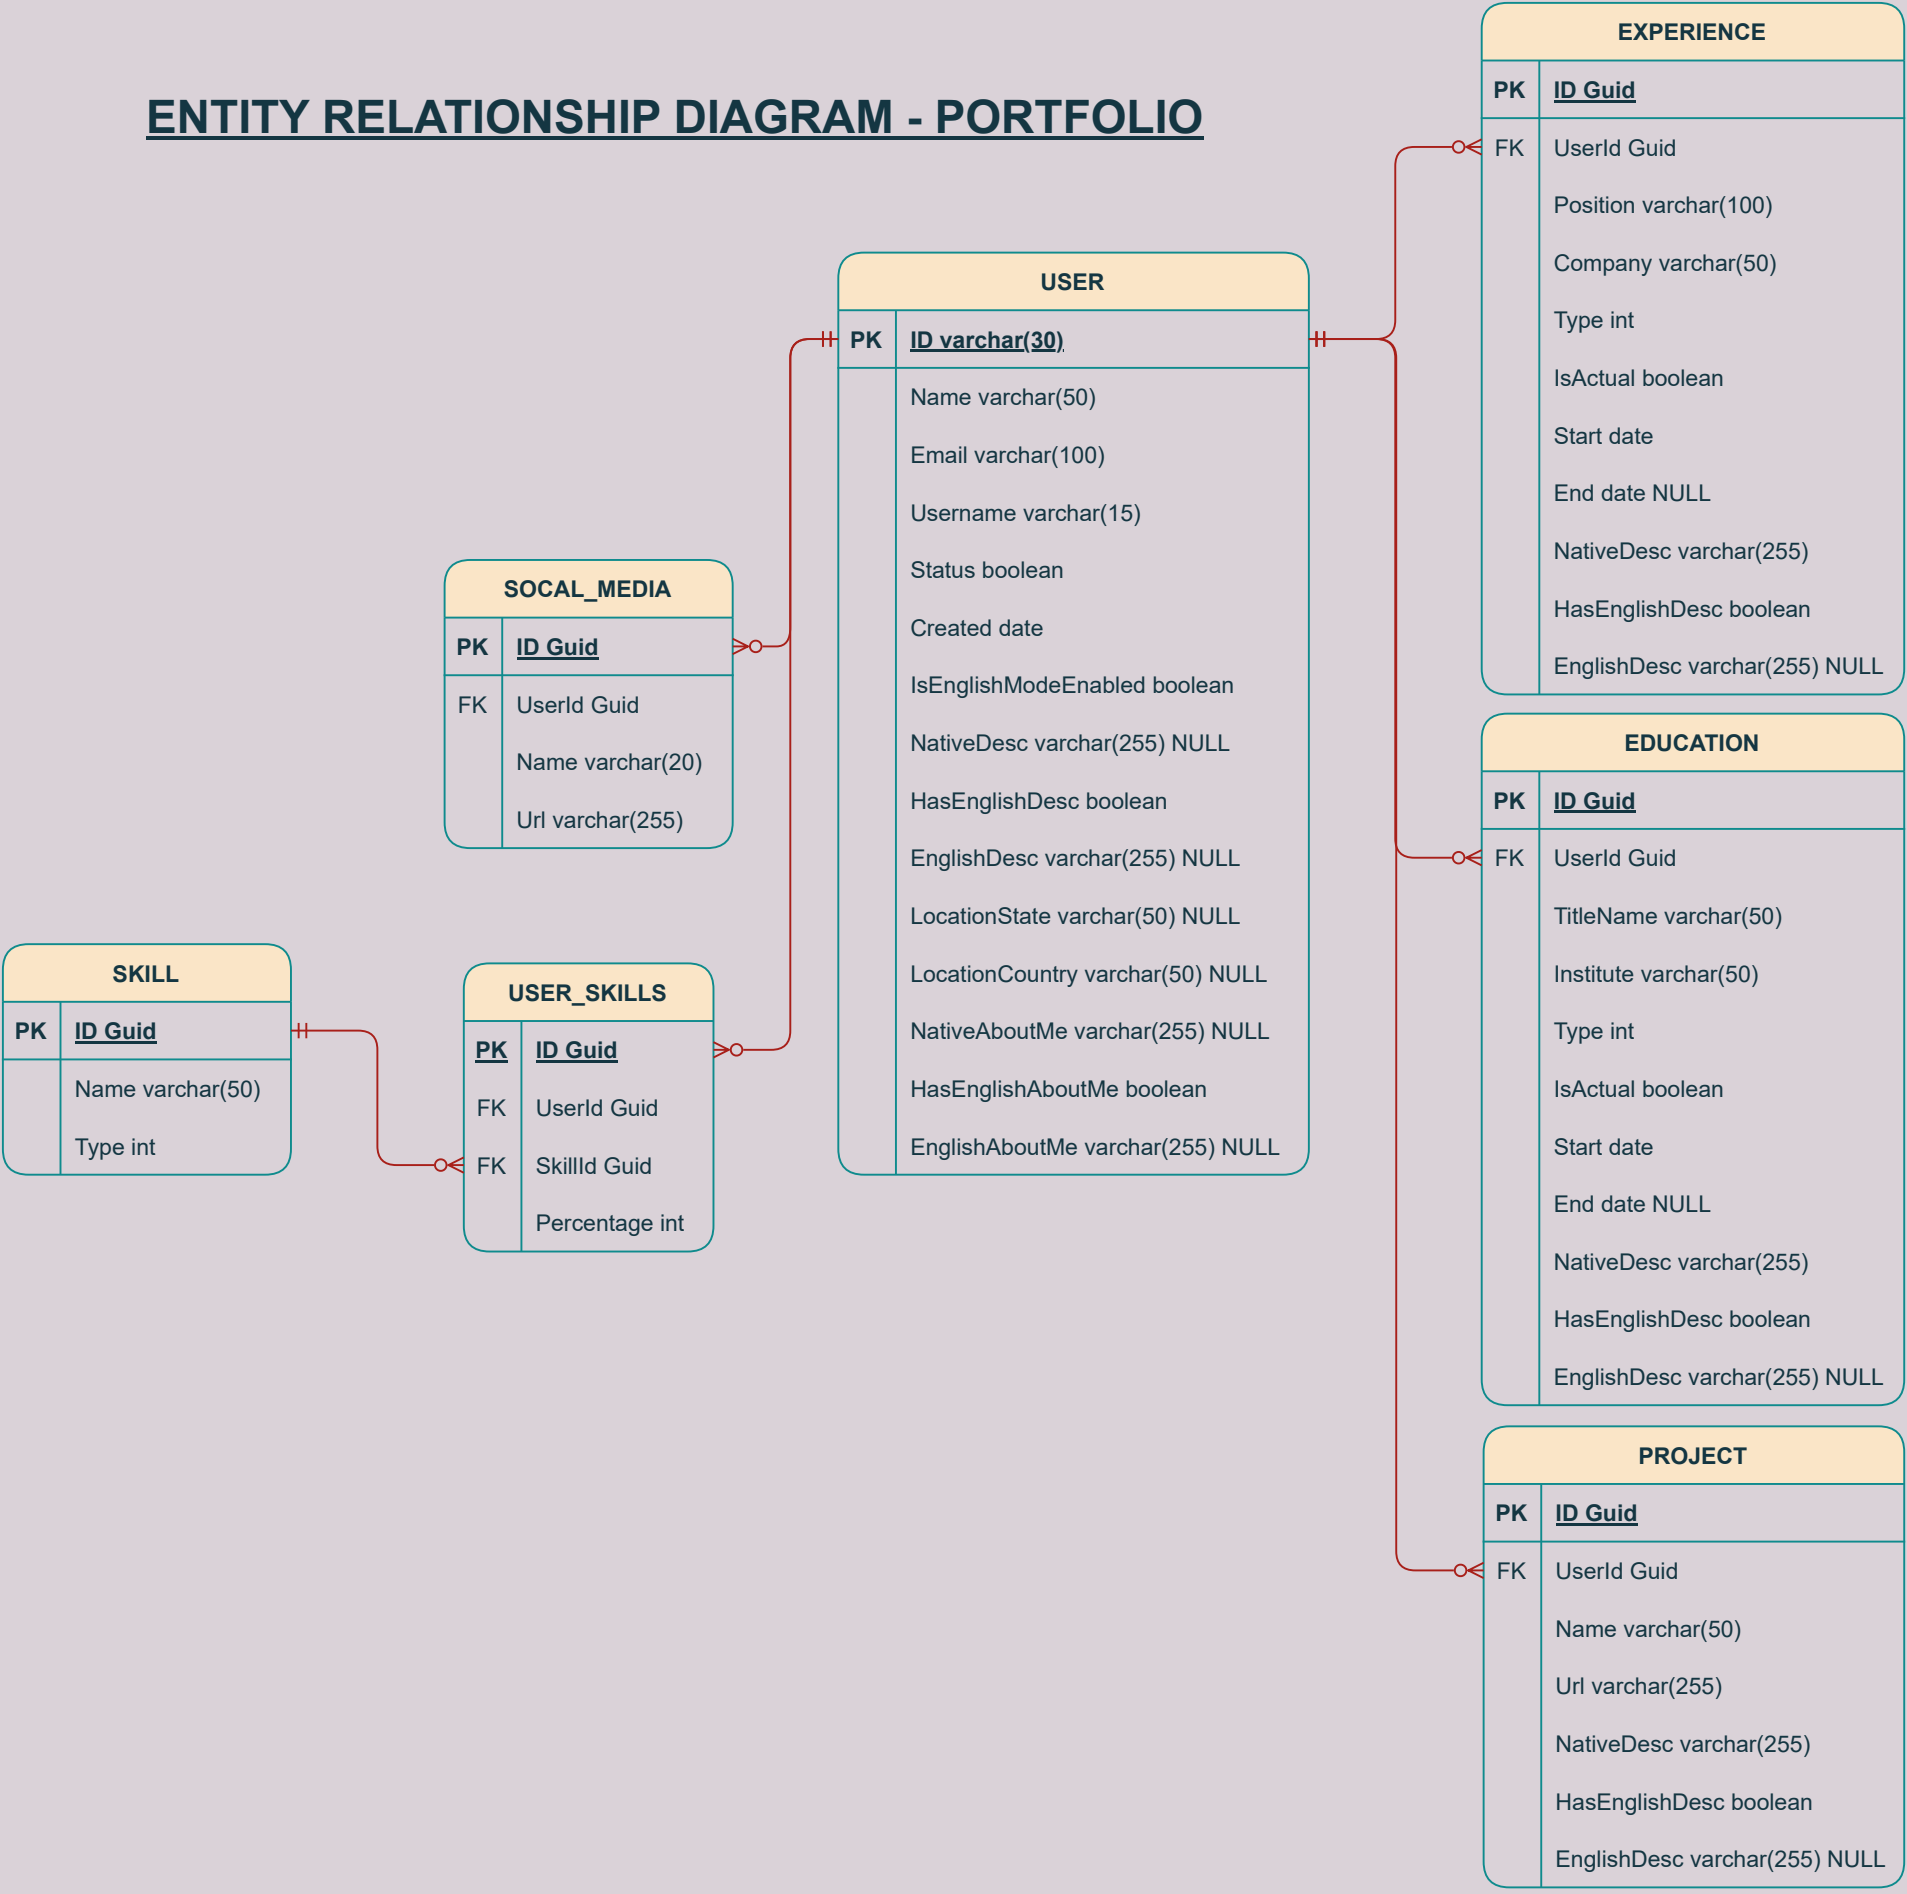 ENTITY RELATIONSHIP DIAGRAM - PORTFOLIO
EXPERIENCE
PK ID Guid
FK UserId Guid
Position varchar(100)
Company varchar(50)
Type int
IsActual boolean
Start date
End date NULL
NativeDesc varchar(255)
HasEnglishDesc boolean
EnglishDesc varchar(255) NULL
USER
PK ID varchar(30)
Name varchar(50)
Email varchar(100)
Username varchar(15)
Status boolean
Created date
IsEnglishModeEnabled boolean
NativeDesc varchar(255) NULL
HasEnglishDesc boolean
EnglishDesc varchar(255) NULL
LocationState varchar(50) NULL
LocationCountry varchar(50) NULL
NativeAboutMe varchar(255) NULL
HasEnglishAboutMe boolean
EnglishAboutMe varchar(255) NULL
SOCAL_MEDIA
PK ID Guid
FK UserId Guid
Name varchar(20)
Url varchar(255)
SKILL
PK ID Guid
Name varchar(50)
Type int
USER_SKILLS
PK ID Guid
FK UserId Guid
FK SkillId Guid
Percentage int
EDUCATION
PK ID Guid
FK UserId Guid
TitleName varchar(50)
Institute varchar(50)
Type int
IsActual boolean
Start date
End date NULL
NativeDesc varchar(255)
HasEnglishDesc boolean
EnglishDesc varchar(255) NULL
PROJECT
PK ID Guid
FK UserId Guid
Name varchar(50)
Url varchar(255)
NativeDesc varchar(255)
HasEnglishDesc boolean
EnglishDesc varchar(255) NULL